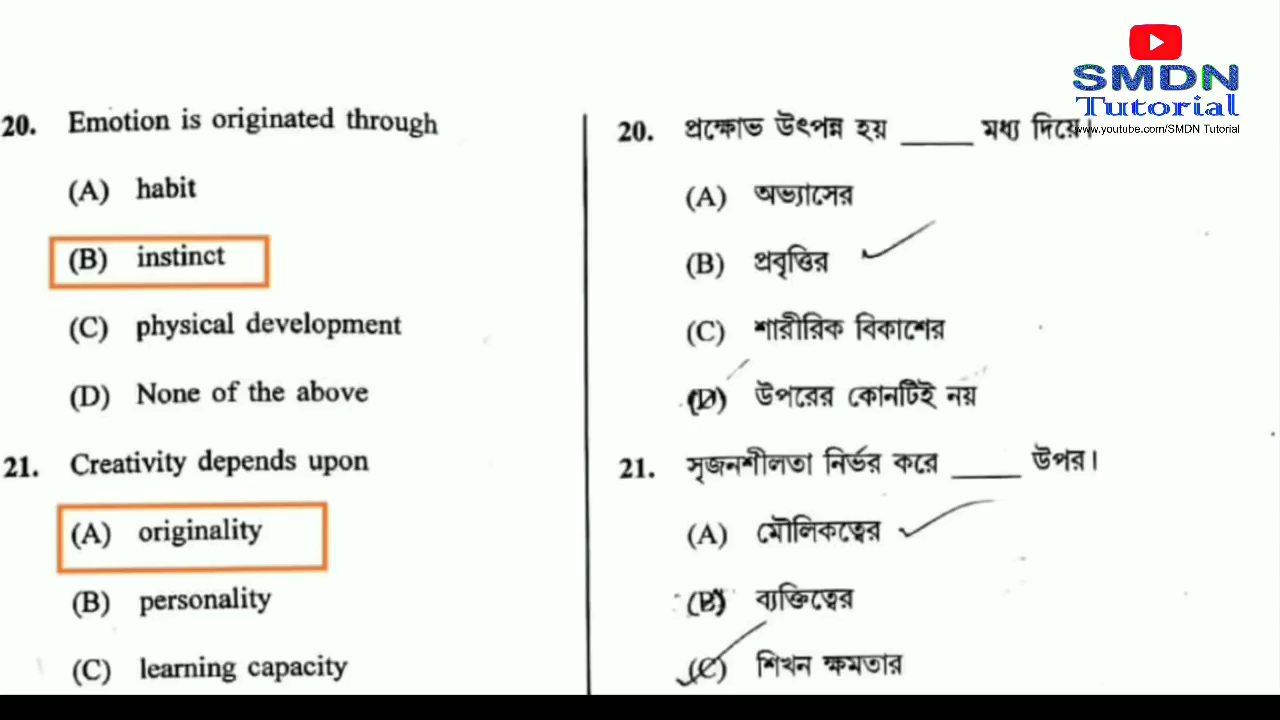 SMDN
Tutorial
www.youtube.com/SMDN Tutorial
20. Emotion is originated through
(A) habit
(B) instinct
(C) physical development
(D) None of the above
21. Creativity depends upon
(A) originality
(B) personality
(C) learning capacity
20. প্রক্ষোভ উৎপন্ন হয় _____ মধ্য দিয়ে।
(A) অভ্যাসের
(B) প্রবৃত্তির
(C) শারীরিক বিকাশের
(D) উপরের কোনটিই নয়
21. সৃজনশীলতা নির্ভর করে _____ উপর।
(A) মৌলিকত্বের
(B) ব্যক্তিত্বের
(C) শিখন ক্ষমতার